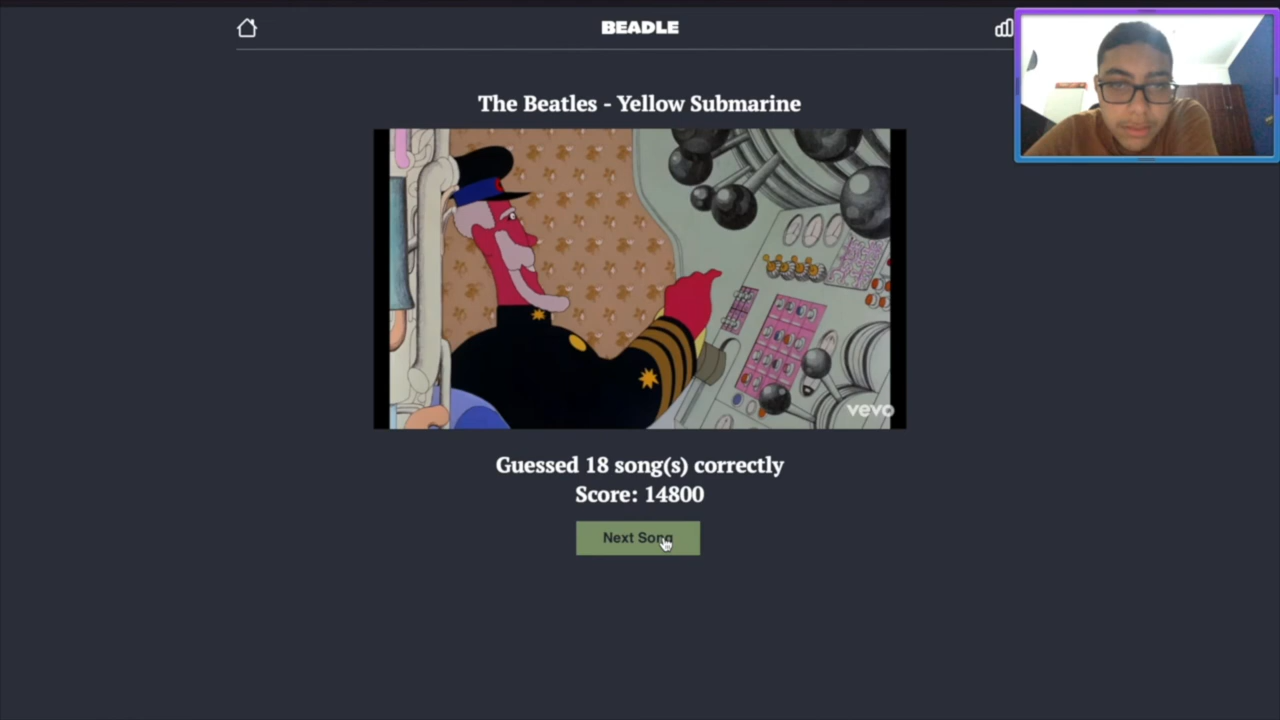 BEADLE
The Beatles - Yellow Submarine
vevo
Guessed 18 song(s) correctly
Score: 14800
Next Song